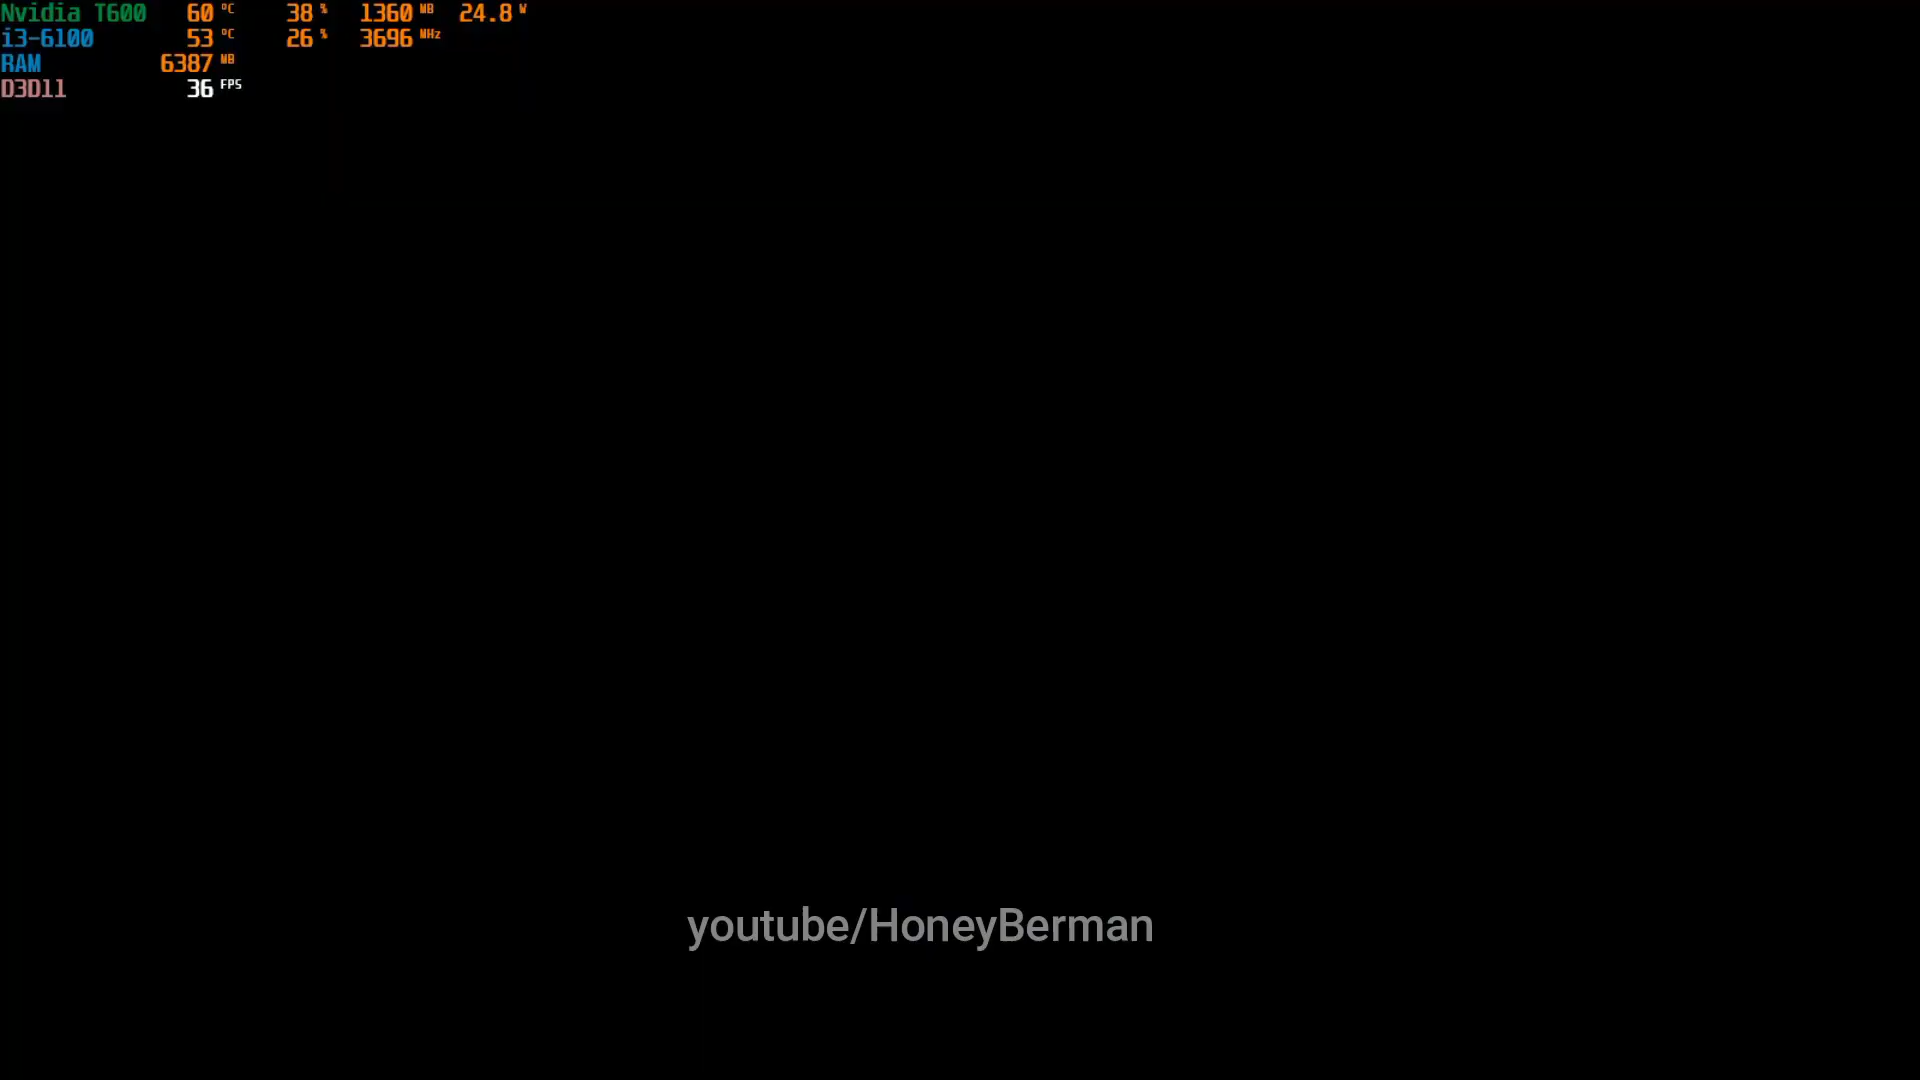 Nvidia T600 60 °C 38 % 1360 MB 24.8 W
i3-6100 53 °C 26 % 3696 MHz
RAM 6387 MB
D3D11 36 FPS
youtube/HoneyBerman